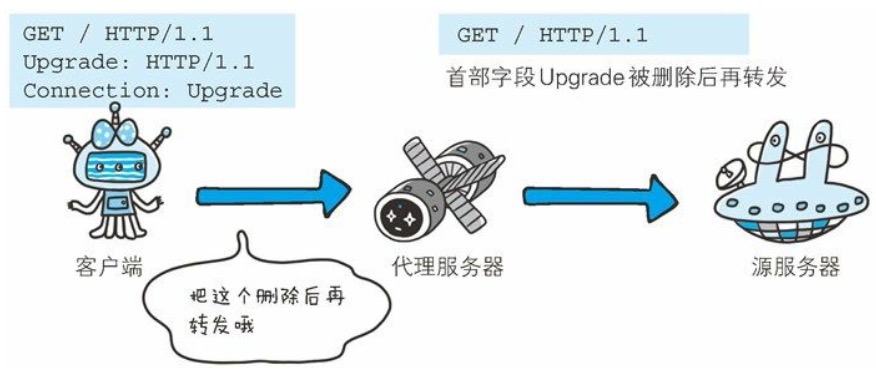 GET / HTTP/1.1
Upgrade: HTTP/1.1
Connection: Upgrade
GET / HTTP/1.1
首部字段Upgrade被删除后再转发
客户端
代理服务器
源服务器
把这个删除后再
转发哦